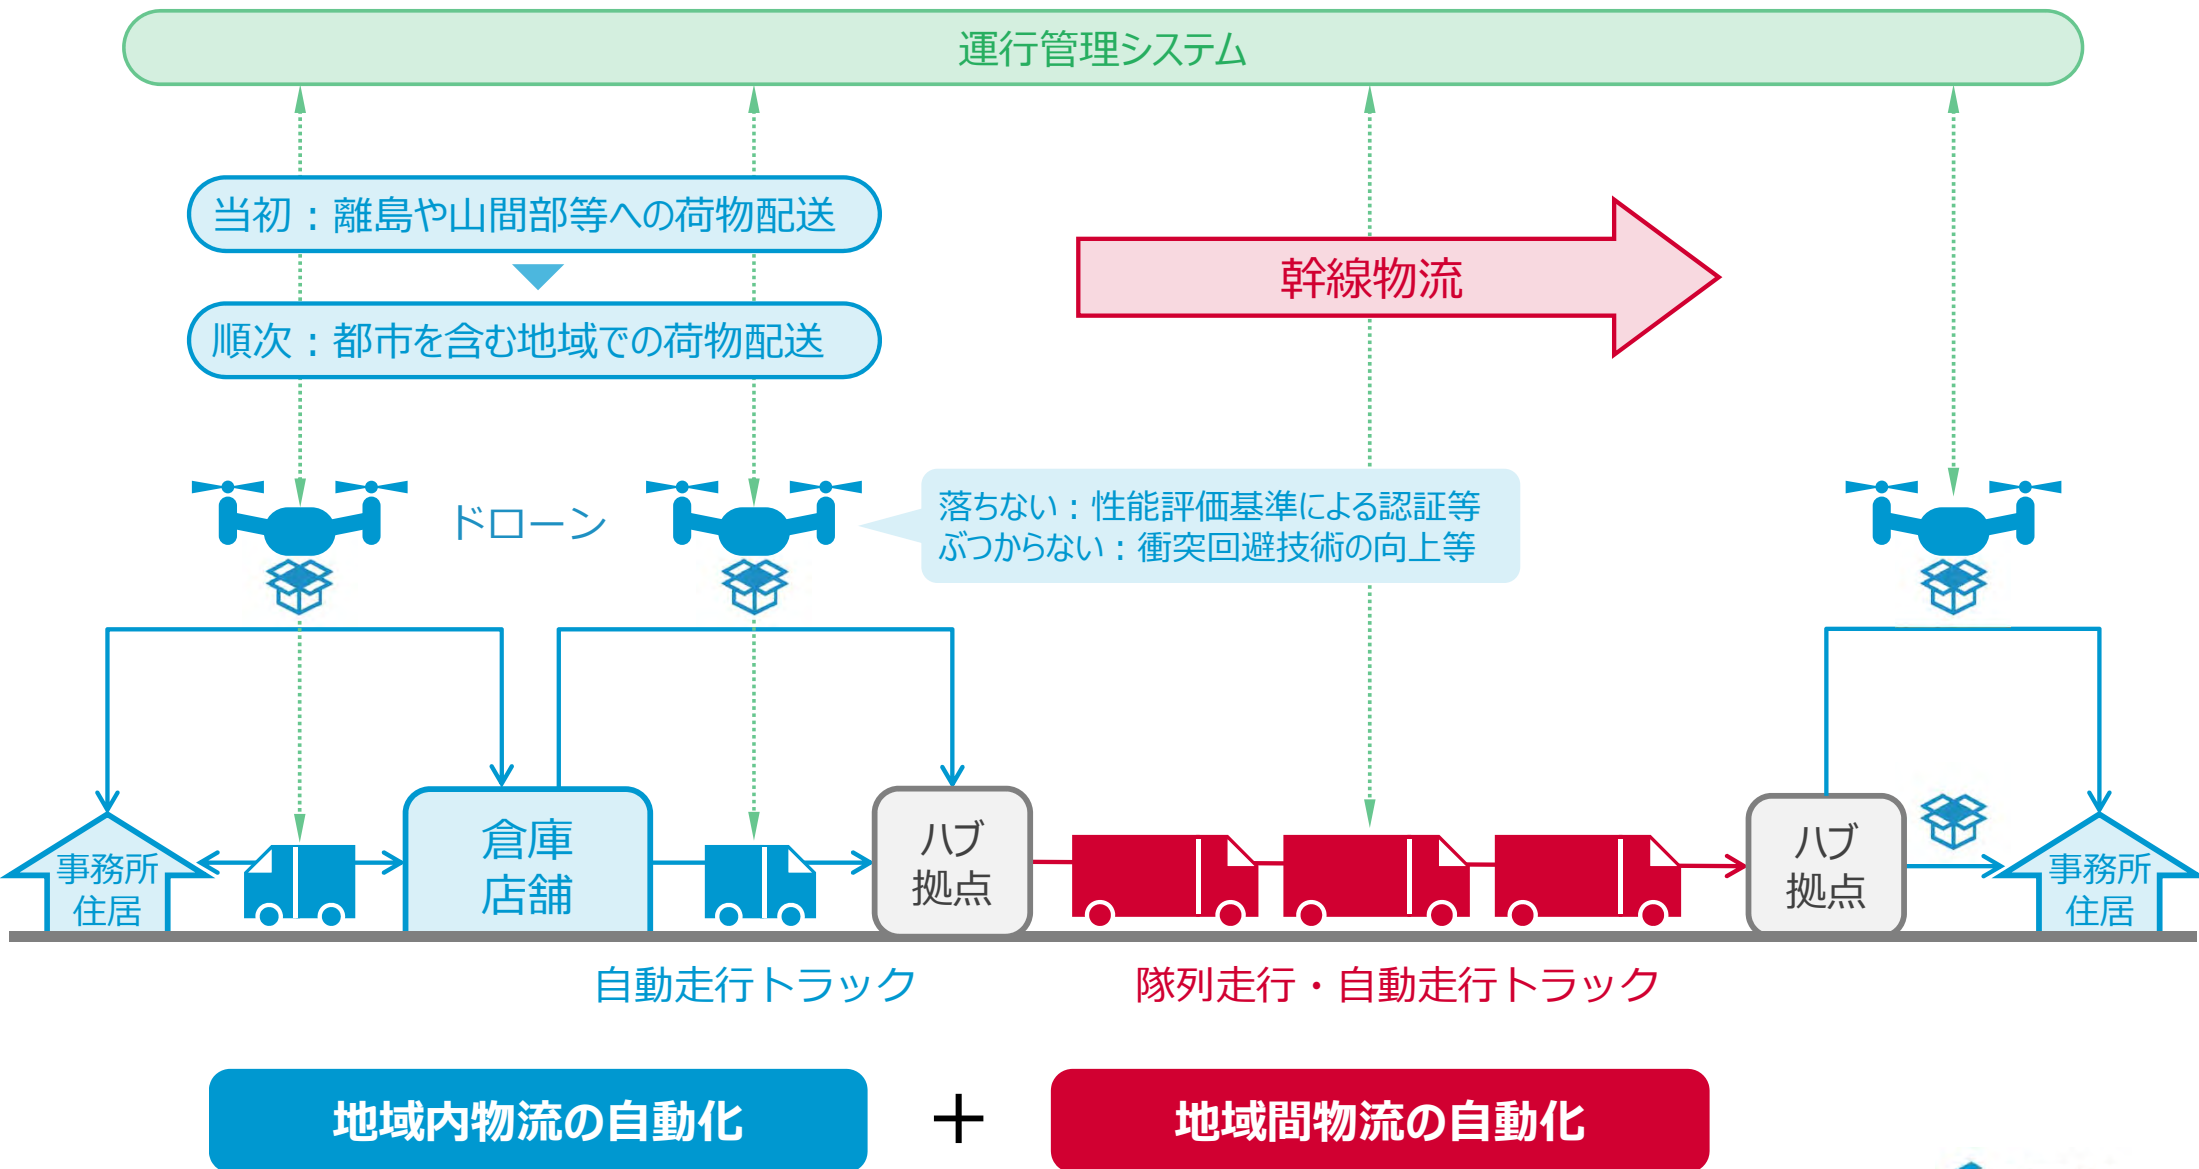 運行管理システム
当初：離島や山間部等への荷物配送
順次：都市を含む地域での荷物配送
幹線物流
ドローン
落ちない：性能評価基準による認証等
ぶつからない：衝突回避技術の向上等
事務所
住居
倉庫
店舗
ハブ
拠点
ハブ
拠点
事務所
住居
自動走行トラック
隊列走行・自動走行トラック
地域内物流の自動化
＋
地域間物流の自動化